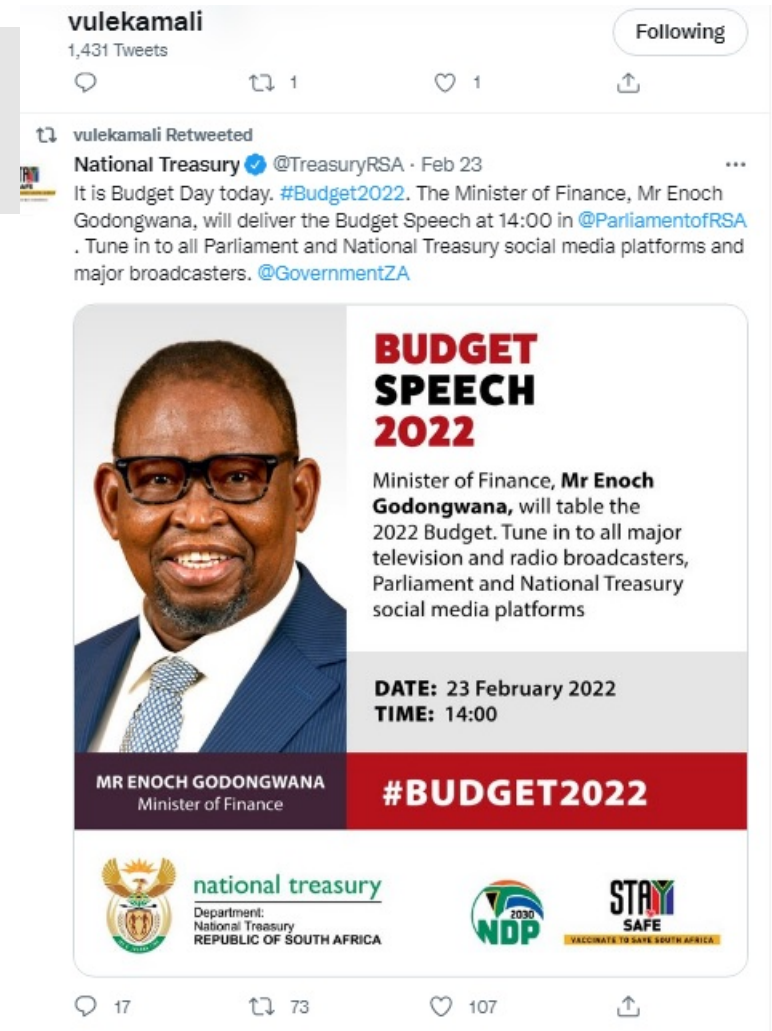 vulekamali
1,431 Tweets
Following
1
1
vulekamali Retweeted
National Treasury @TreasuryRSA · Feb 23
It is Budget Day today. #Budget2022. The Minister of Finance, Mr Enoch
Godongwana, will deliver the Budget Speech at 14:00 in @ParliamentofRSA
. Tune in to all Parliament and National Treasury social media platforms and
major broadcasters. @GovernmentZA
BUDGET
SPEECH
2022
Minister of Finance, Mr Enoch
Godongwana, will table the
2022 Budget. Tune in to all major
television and radio broadcasters,
Parliament and National Treasury
social media platforms
DATE: 23 February 2022
TIME: 14:00
MR ENOCH GODONGWANA
Minister of Finance
#BUDGET2022
national treasury
Department:
National Treasury
REPUBLIC OF SOUTH AFRICA
2030
NDP
STAY
SAFE
VACCINATE TO SAVE SOUTH AFRICA
17
73
107